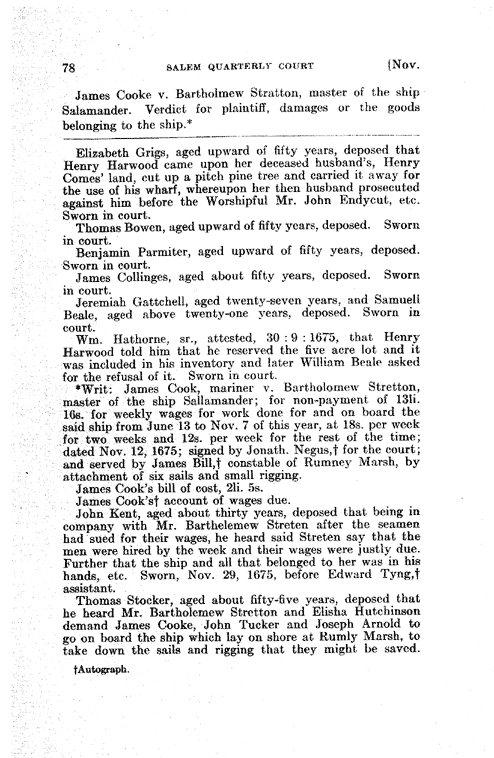 78 SALEM QUARTERLY COURT [Nov.
James Cooke v. Bartholmew Stratton, master of the ship
Salamander. Verdict for plaintiff, damages or the goods
belonging to the ship.*
Elizabeth Grigs, aged upward of fifty years, deposed that
Henry Harwood came upon her deceased husband's, Henry
Comes' land, cut up a pitch pine tree and carried it away for
the use of his wharf, whereupon her then husband prosecuted
against him before the Worshipful Mr. John Endycut, etc.
Sworn in court.
Thomas Bowen, aged upward of fifty years, deposed. Sworn
in court.
Benjamin Parmiter, aged upward of fifty years, deposed.
Sworn in court.
James Collinges, aged about fifty years, deposed. Sworn
in court.
Jeremiah Gattchell, aged twenty-seven years, and Samuell
Beale, aged above twenty-one years, deposed. Sworn in
court.
Wm. Hathorne, sr., attested, 30 : 9 : 1675, that Henry
Harwood told him that he reserved the five acre lot and it
was included in his inventory and later William Beale asked
for the refusal of it. Sworn in court.
*Writ: James Cook, mariner v. Bartholomew Stretton,
master of the ship Sallamander; for non-payment of 13li.
16s. for weekly wages for work done for and on board the
said ship from June 13 to Nov. 7 of this year, at 18s. per week
for two weeks and 12s. per week for the rest of the time;
dated Nov. 12, 1675; signed by Jonath. Negus,† for the court;
and served by James Bill,† constable of Rumney Marsh, by
attachment of six sails and small rigging.
James Cook's bill of cost, 2li. 5s.
James Cook's† account of wages due.
John Kent, aged about thirty years, deposed that being in
company with Mr. Barthelemew Streten after the seamen
had sued for their wages, he heard said Streten say that the
men were hired by the week and their wages were justly due.
Further that the ship and all that belonged to her was in his
hands, etc. Sworn, Nov. 29, 1675, before Edward Tyng,†
assistant.
Thomas Stocker, aged about fifty-five years, deposed that
he heard Mr. Bartholemew Stretton and Elisha Hutchinson
demand James Cooke, John Tucker and Joseph Arnold to
go on board the ship which lay on shore at Rumly Marsh, to
take down the sails and rigging that they might be saved.
†Autograph.